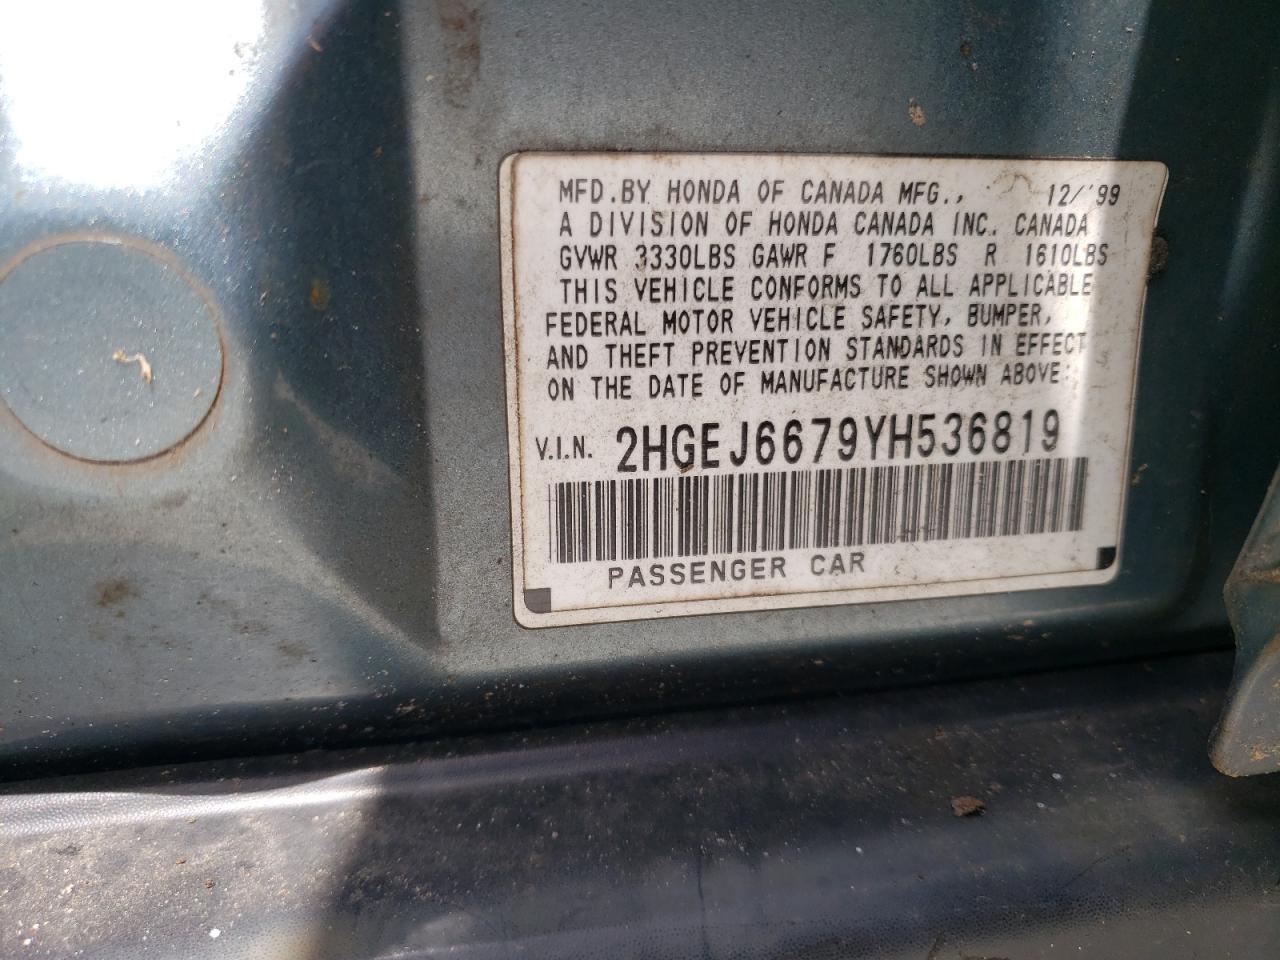 MFD.BY HONDA OF CANADA MFG., 12/'99
A DIVISION OF HONDA CANADA INC. CANADA
GVWR 3330LBS GAWR F 1760LBS R 1610LBS
THIS VEHICLE CONFORMS TO ALL APPLICABLE
FEDERAL MOTOR VEHICLE SAFETY, BUMPER,
AND THEFT PREVENTION STANDARDS IN EFFECT
ON THE DATE OF MANUFACTURE SHOWN ABOVE:
V.I.N. 2HGEJ6679YH536819
PASSENGER CAR